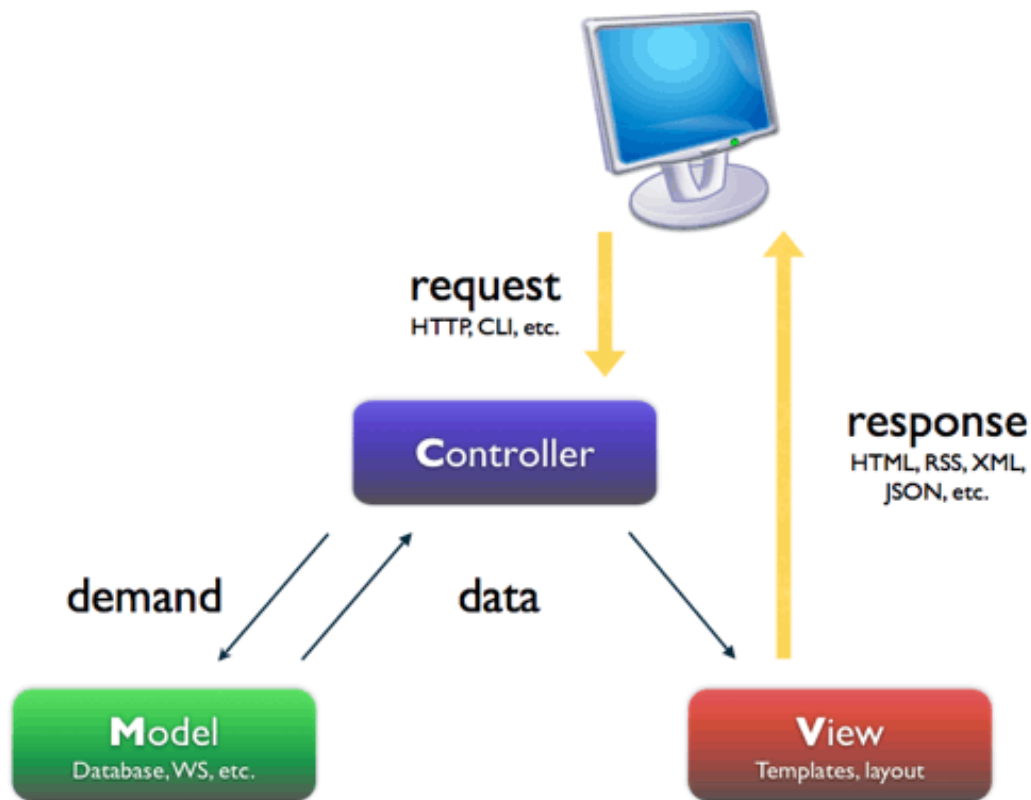 request
HTTP, CLI, etc.
Controller
response
HTML, RSS, XML,
JSON, etc.
demand
data
Model
Database, WS, etc.
View
Templates, layout